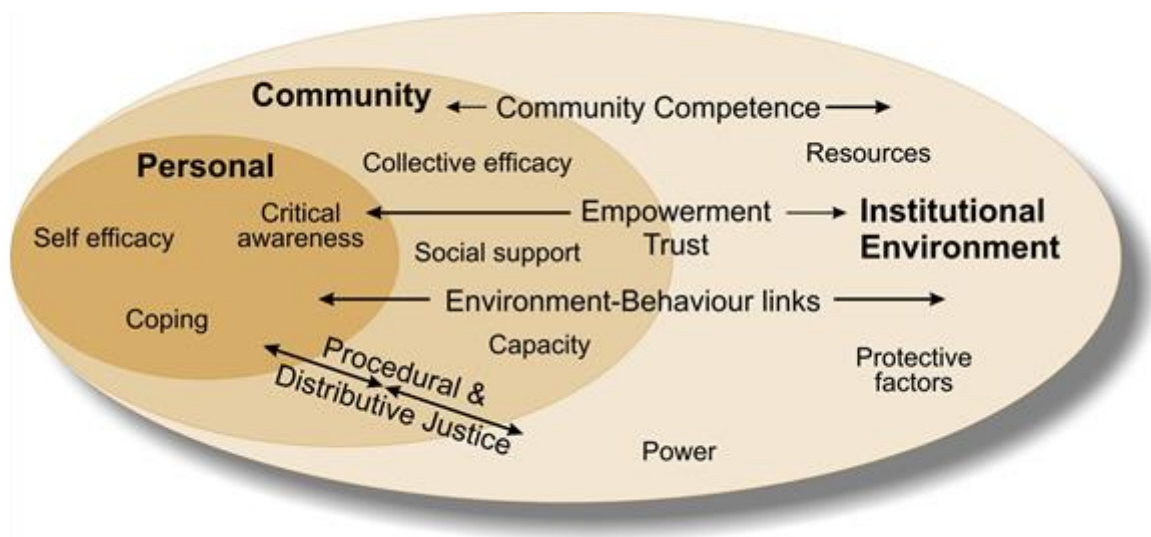 Community
Community Competence
Resources
Personal
Collective efficacy
Critical
awareness
Self efficacy
Empowerment
Trust
Institutional
Environment
Social support
Environment-Behaviour links
Coping
Capacity
Procedural &
Distributive Justice
Protective
factors
Power